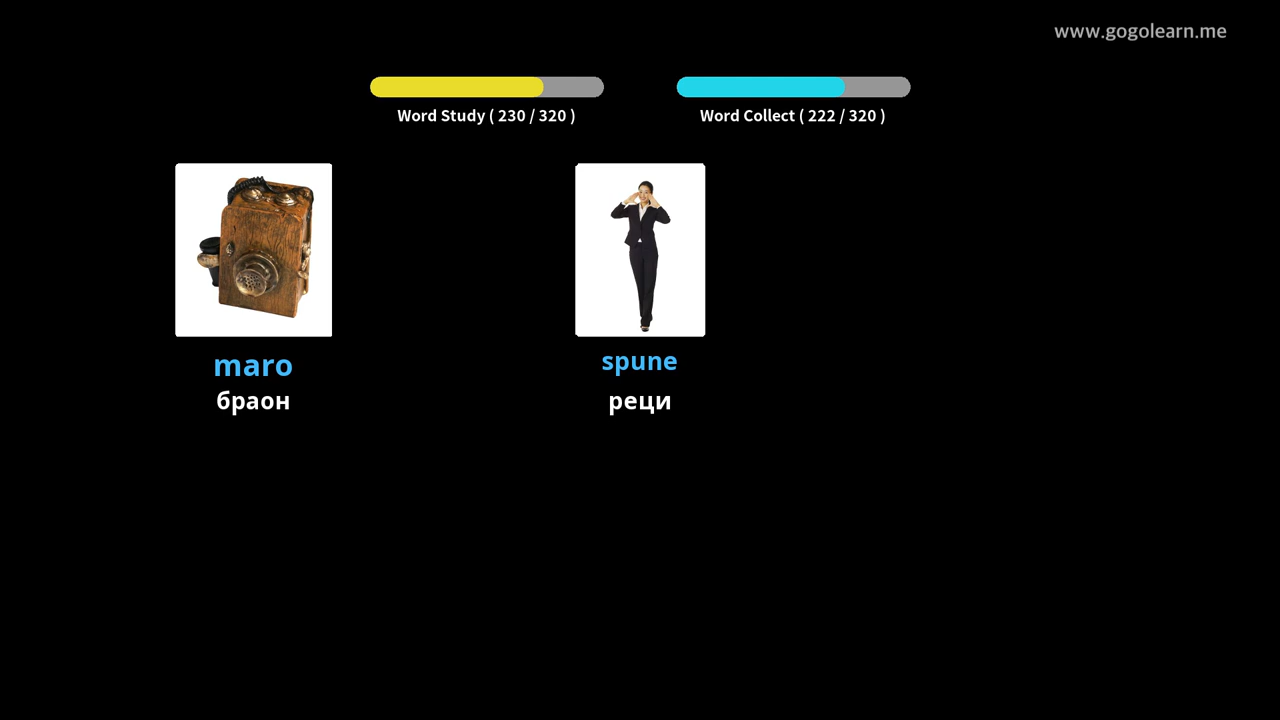 www.gogolearn.me
Word Study ( 230 / 320 )
Word Collect ( 222 / 320 )
maro
браон
spune
реци